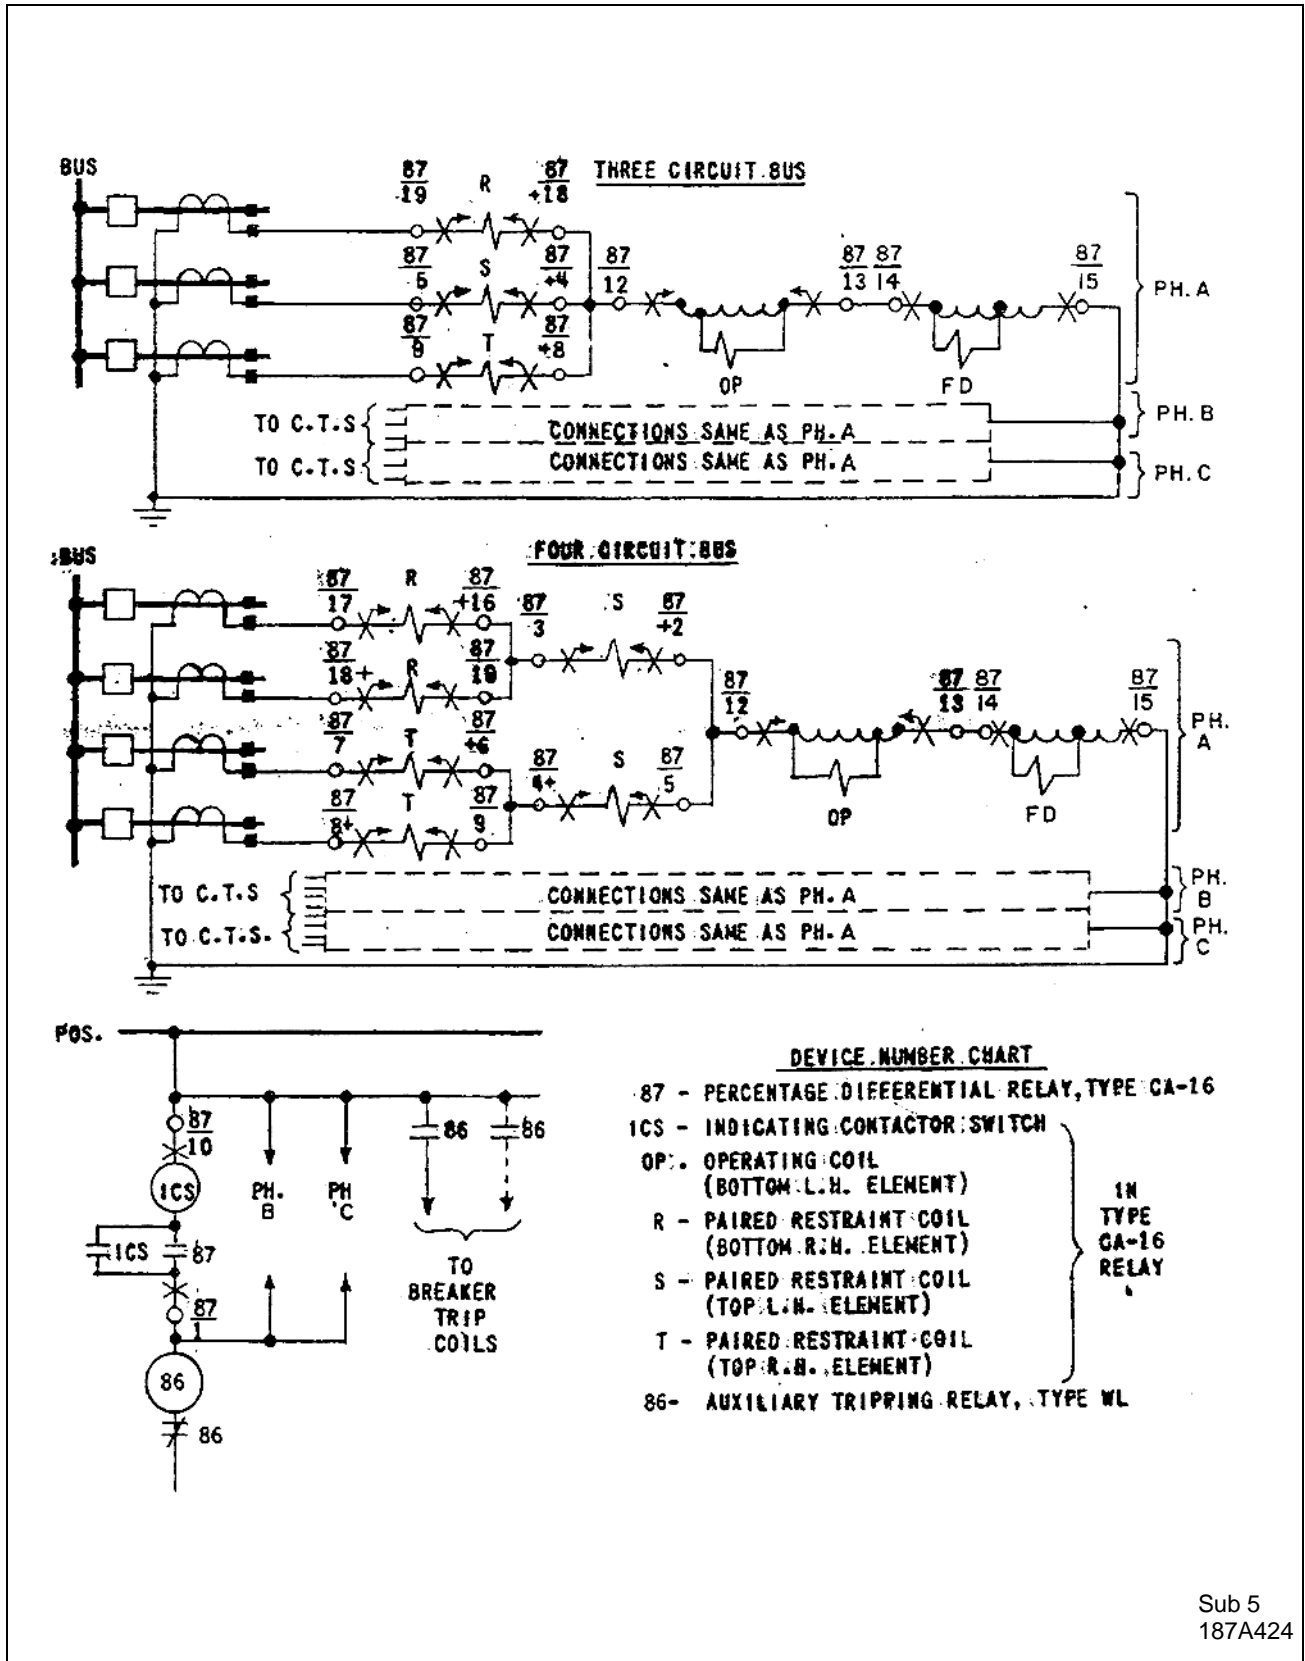 BUS
THREE CIRCUIT BUS
87 19
R
87 +18
87 5
S
87 +4
87 12
87 13
87 14
87 15
87 9
T
87 +8
OP
FD
PH. A
TO C.T.S
CONNECTIONS SAME AS PH. A
PH. B
TO C.T.S
CONNECTIONS SAME AS PH. A
PH. C
FOUR CIRCUIT BUS
BUS
87 17
R
87 +16
87 3
S
87 +2
87 18+
R
87 19
87 12
87 13
87 14
87 15
87 7
T
87 +6
87 4+
S
87 5
87 8+
T
87 9
OP
FD
PH. A
TO C.T.S
CONNECTIONS SAME AS PH. A
PH. B
TO C.T.S.
CONNECTIONS SAME AS PH. A
PH. C
POS.
87 10
ICS
PH. B
PH C
86
86
ICS
87
87 1
TO
BREAKER
TRIP
COILS
86
86
DEVICE NUMBER CHART
87 - PERCENTAGE DIFFERENTIAL RELAY, TYPE CA-16
ICS - INDICATING CONTACTOR SWITCH
OP. OPERATING COIL
(BOTTOM L.H. ELEMENT)
R - PAIRED RESTRAINT COIL
(BOTTOM R.H. ELEMENT)
S - PAIRED RESTRAINT COIL
(TOP L.H. ELEMENT)
T - PAIRED RESTRAINT COIL
(TOP R.H. ELEMENT)
IN
TYPE
CA-16
RELAY
86- AUXILIARY TRIPPING RELAY, TYPE WL
Sub 5
187A424